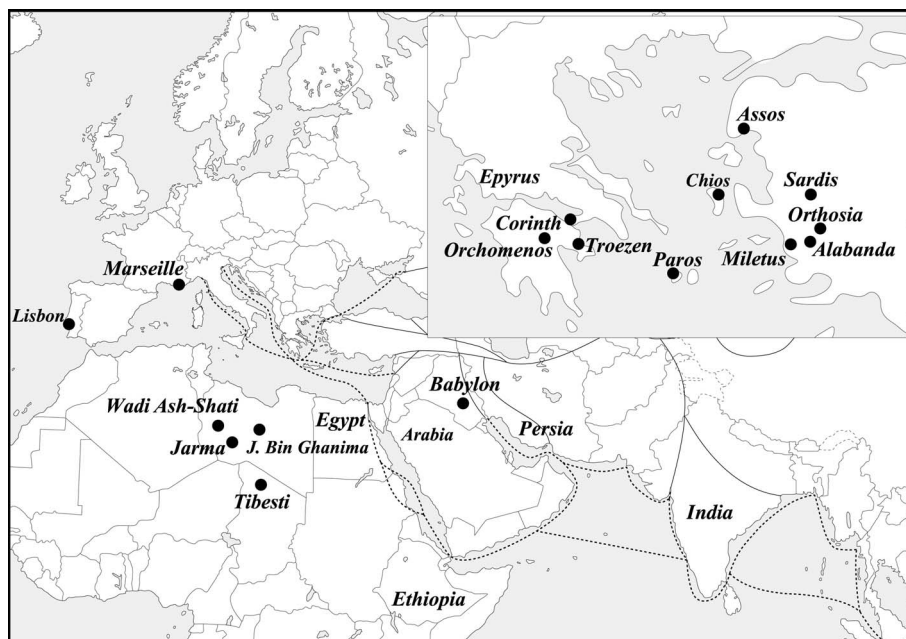 Assos
Epyrus
Chios
Sardis
Corinth
Orthosia
Orchomenos
Troezen
Paros
Miletus
Alabanda
Marseille
Lisbon
Babylon
Wadi Ash-Shati
Egypt
Arabia
Persia
Jarma
J. Bin Ghanima
Tibesti
India
Ethiopia